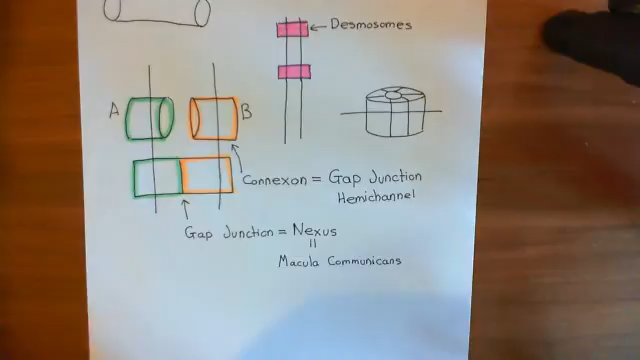 Desmosomes
A
B
Connexon = Gap Junction
Hemichannel
Gap Junction = Nexus
=
Macula Communicans